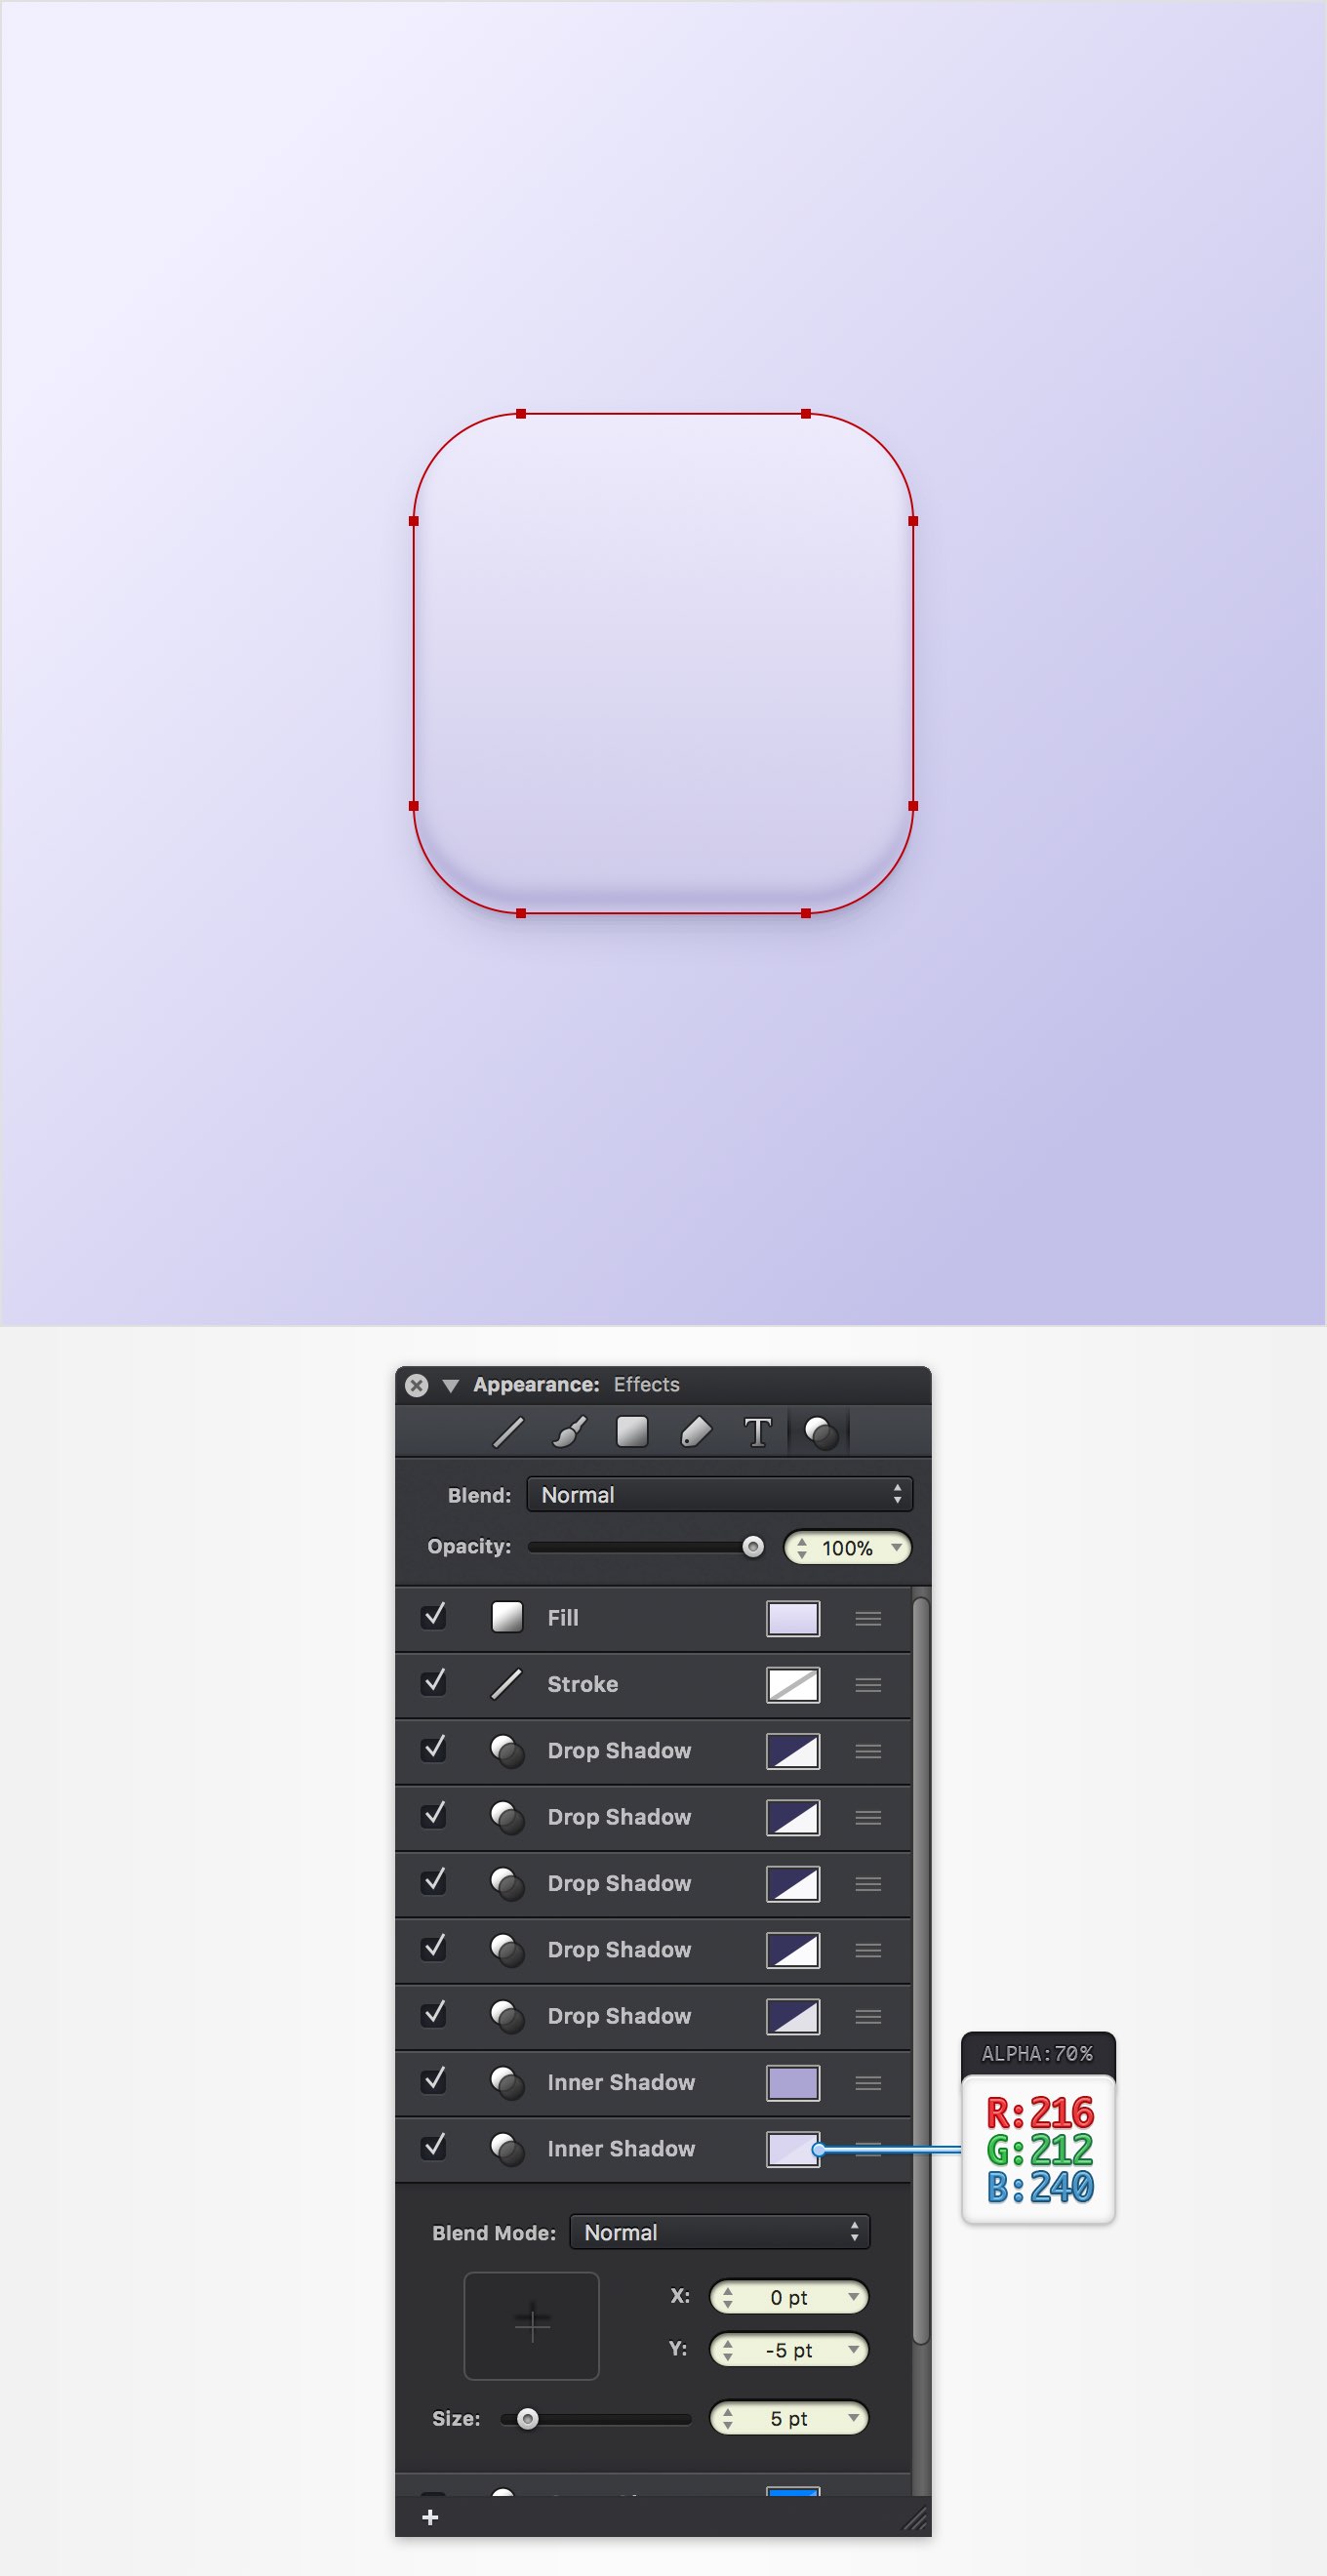 Appearance: Effects
T
Blend: Normal
Opacity: 100%
Fill
Stroke
Drop Shadow
Drop Shadow
Drop Shadow
Drop Shadow
Drop Shadow
Inner Shadow
Inner Shadow
ALPHA:70%
R:216
G:212
B:240
Blend Mode: Normal
X: 0 pt
Y: -5 pt
Size: 5 pt